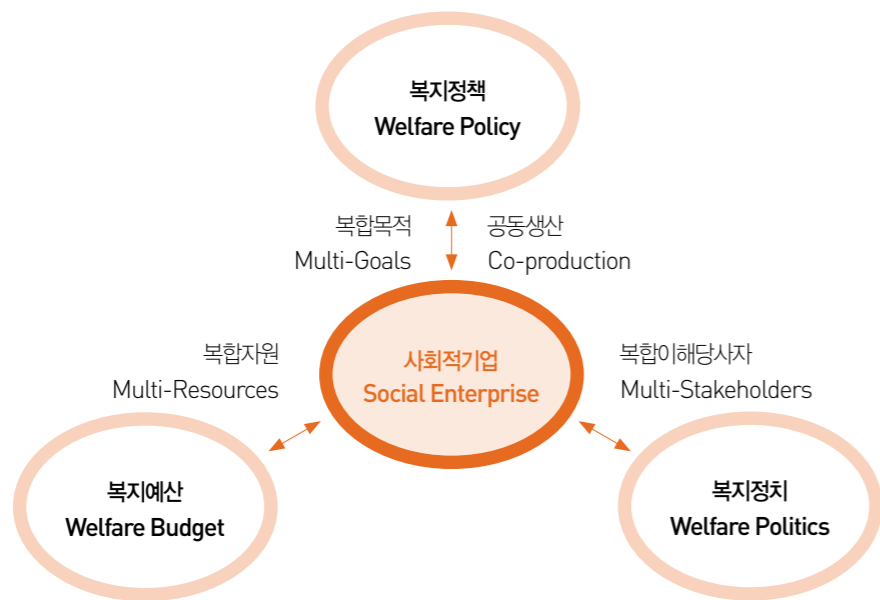 복지정책
Welfare Policy
복합목적
Multi-Goals
공동생산
Co-production
복합자원
Multi-Resources
사회적기업
Social Enterprise
복합이해당사자
Multi-Stakeholders
복지예산
Welfare Budget
복지정치
Welfare Politics